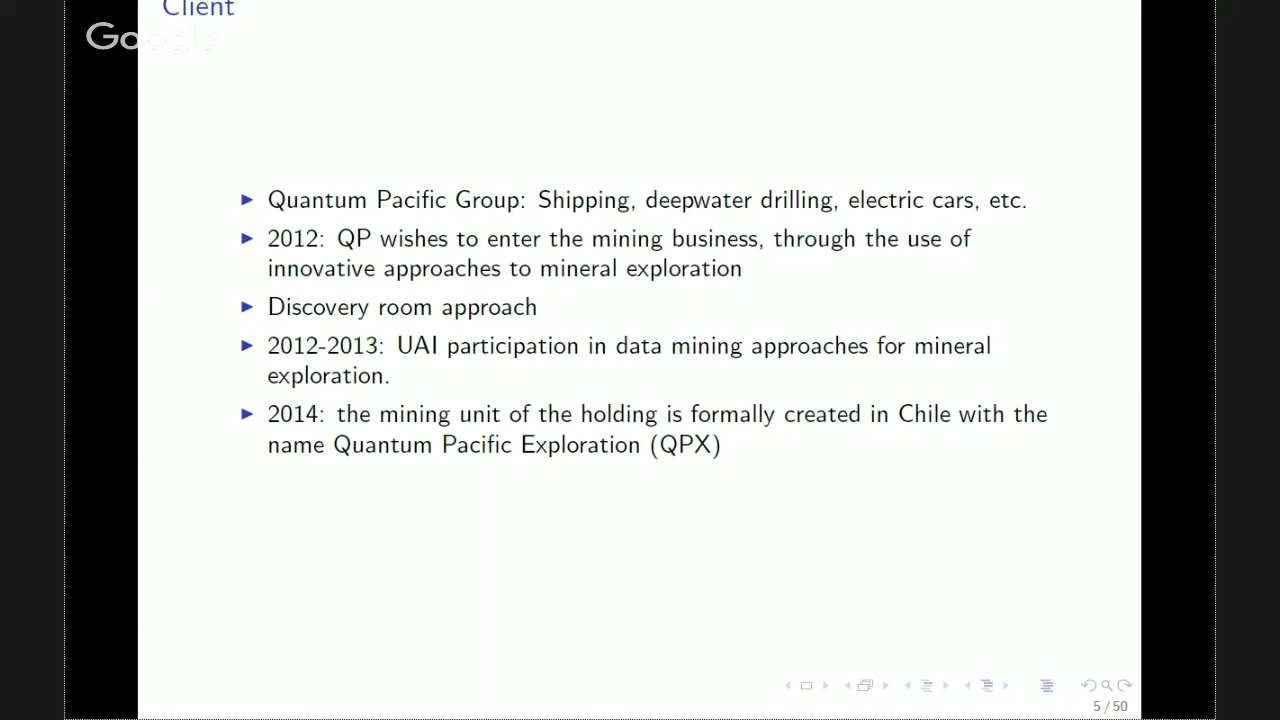 Client
Google
Quantum Pacific Group: Shipping, deepwater drilling, electric cars, etc.
2012: QP wishes to enter the mining business, through the use of
innovative approaches to mineral exploration
Discovery room approach
2012-2013: UAI participation in data mining approaches for mineral
exploration.
2014: the mining unit of the holding is formally created in Chile with the
name Quantum Pacific Exploration (QPX)
5 / 50